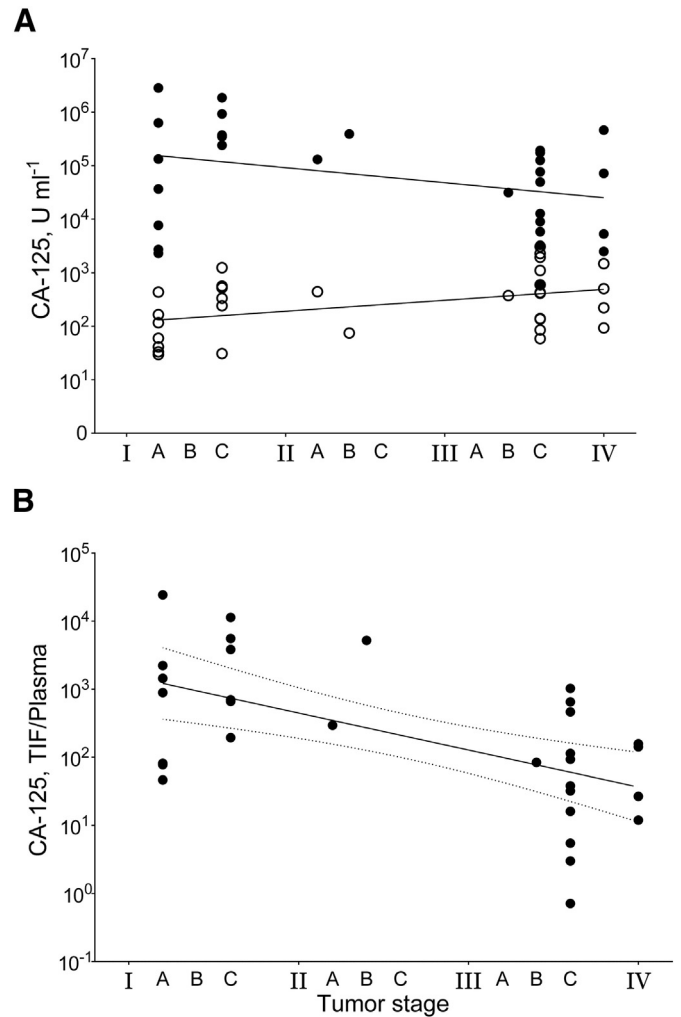 A
CA-125, U ml⁻¹
10⁷
10⁶
10⁵
10⁴
10³
10²
10¹
0
I A B C II A B C III A B C IV
B
CA-125, TIF/Plasma
10⁵
10⁴
10³
10²
10¹
10⁰
10⁻¹
I A B C II A B C III A B C IV
Tumor stage